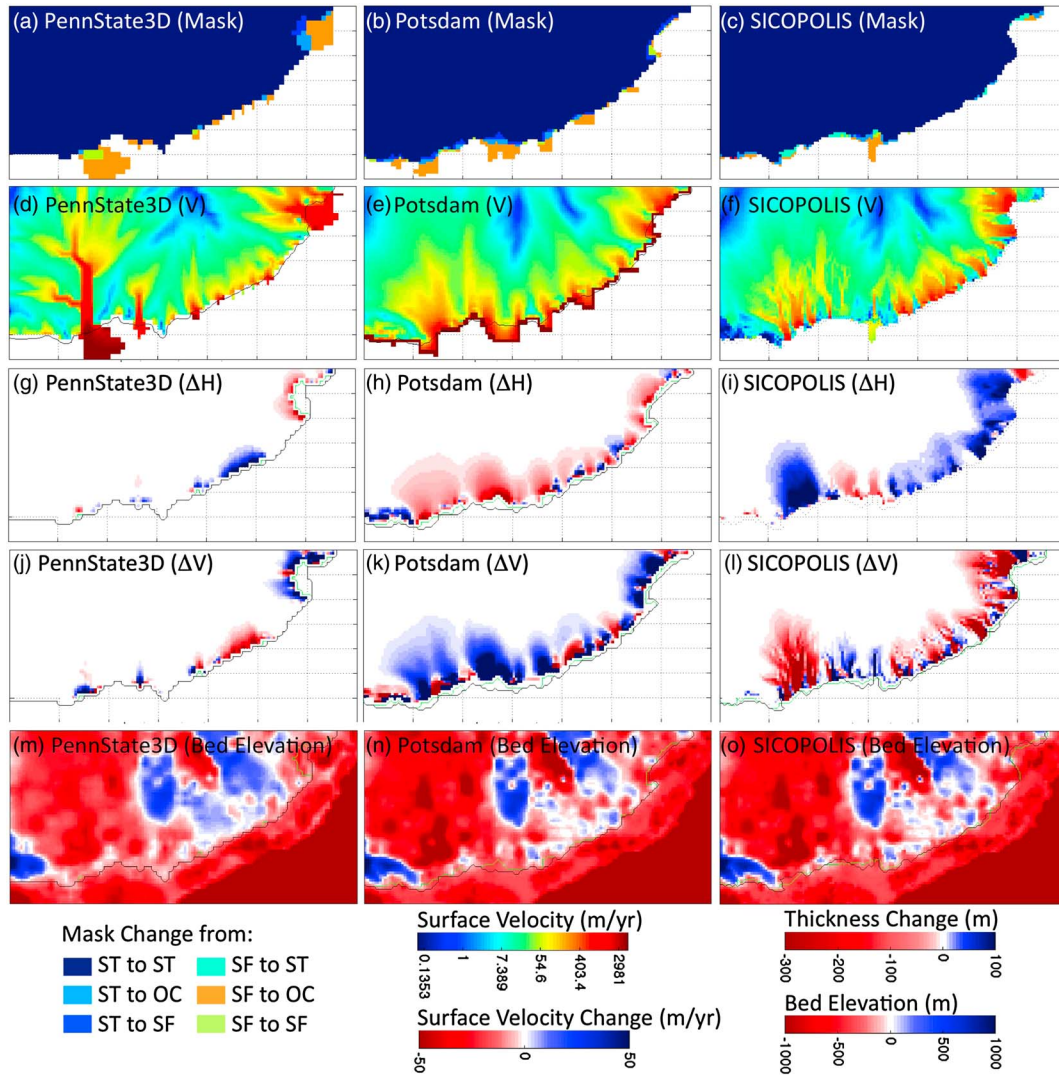 (a) PennState3D (Mask)
(b) Potsdam (Mask)
(c) SICOPOLIS (Mask)
(d) PennState3D (V)
(e) Potsdam (V)
(f) SICOPOLIS (V)
(g) PennState3D (ΔH)
(h) Potsdam (ΔH)
(i) SICOPOLIS (ΔH)
(j) PennState3D (ΔV)
(k) Potsdam (ΔV)
(l) SICOPOLIS (ΔV)
(m) PennState3D (Bed Elevation)
(n) Potsdam (Bed Elevation)
(o) SICOPOLIS (Bed Elevation)
Mask Change from:
ST to ST
SF to ST
ST to OC
SF to OC
ST to SF
SF to SF
Surface Velocity (m/yr)
0.1353 1 7.389 54.6 403.4 2981
Surface Velocity Change (m/yr)
-50 0 50
Thickness Change (m)
-300 -200 -100 0 100
Bed Elevation (m)
-1000 -500 0 500 1000